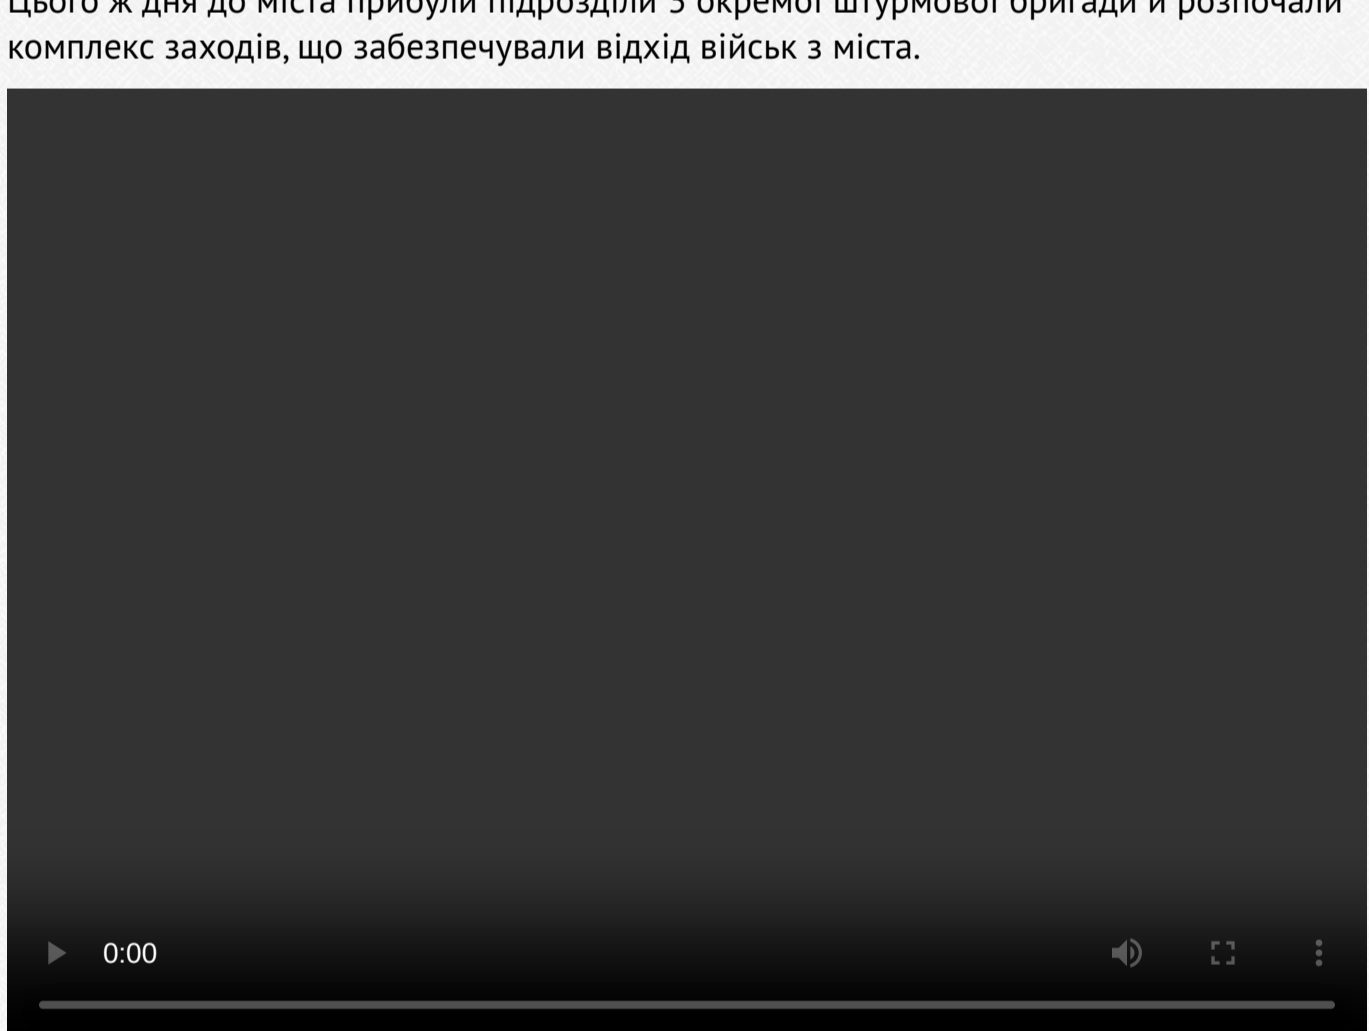 Цього ж дня до міста прибули підрозділи окремої штурмової бригади й розпочали
комплекс заходів, що забезпечували відхід військ з міста.
0:00